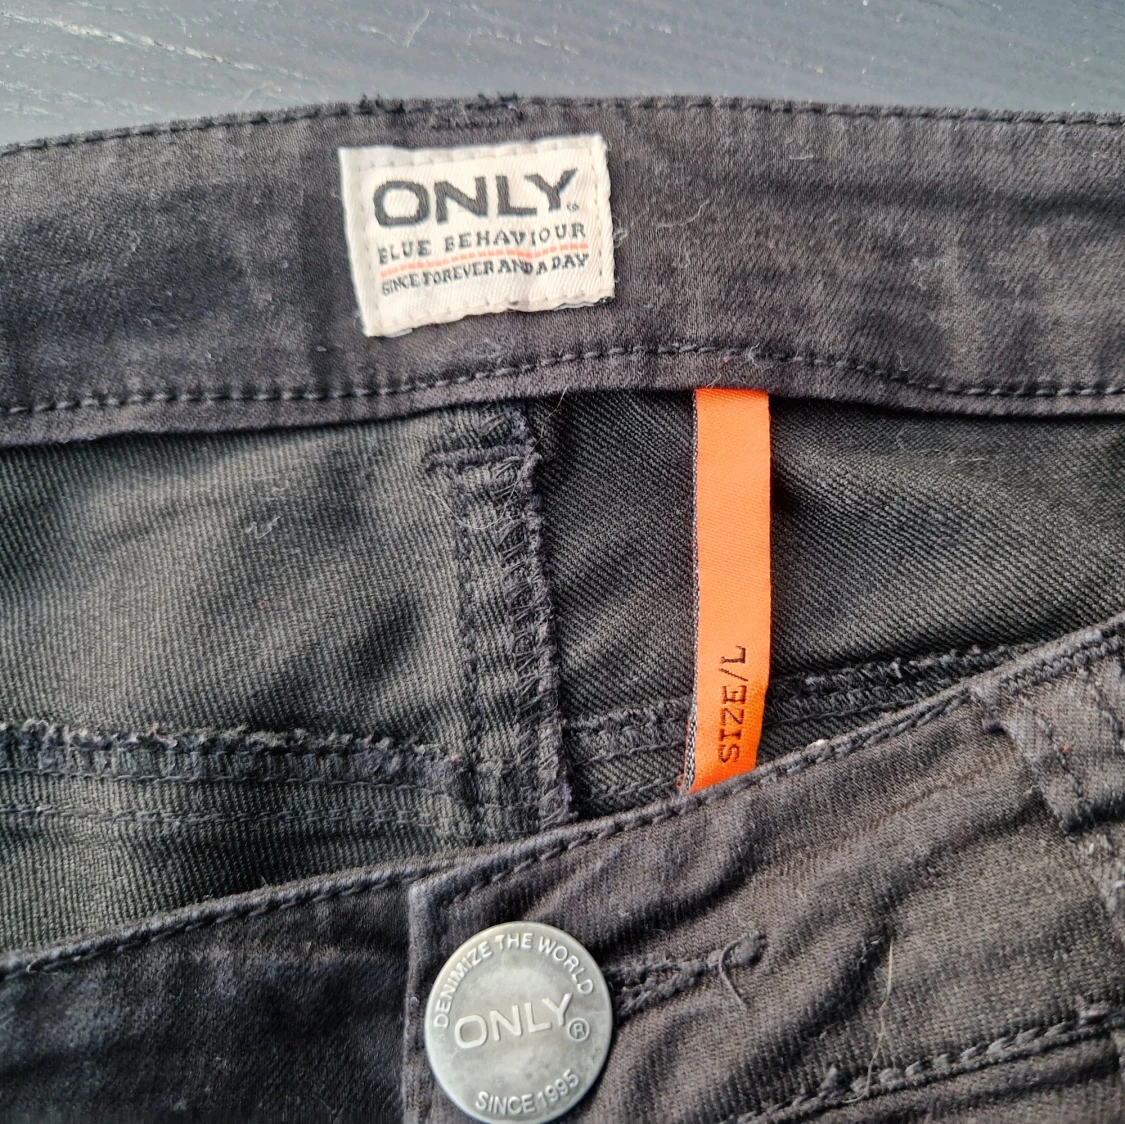 ONLY.
BLUE BEHAVIOUR
SINCE FOREVER AND A DAY
SIZE/L
DENIMIZE THE WORLD
ONLY®
SINCE 1995